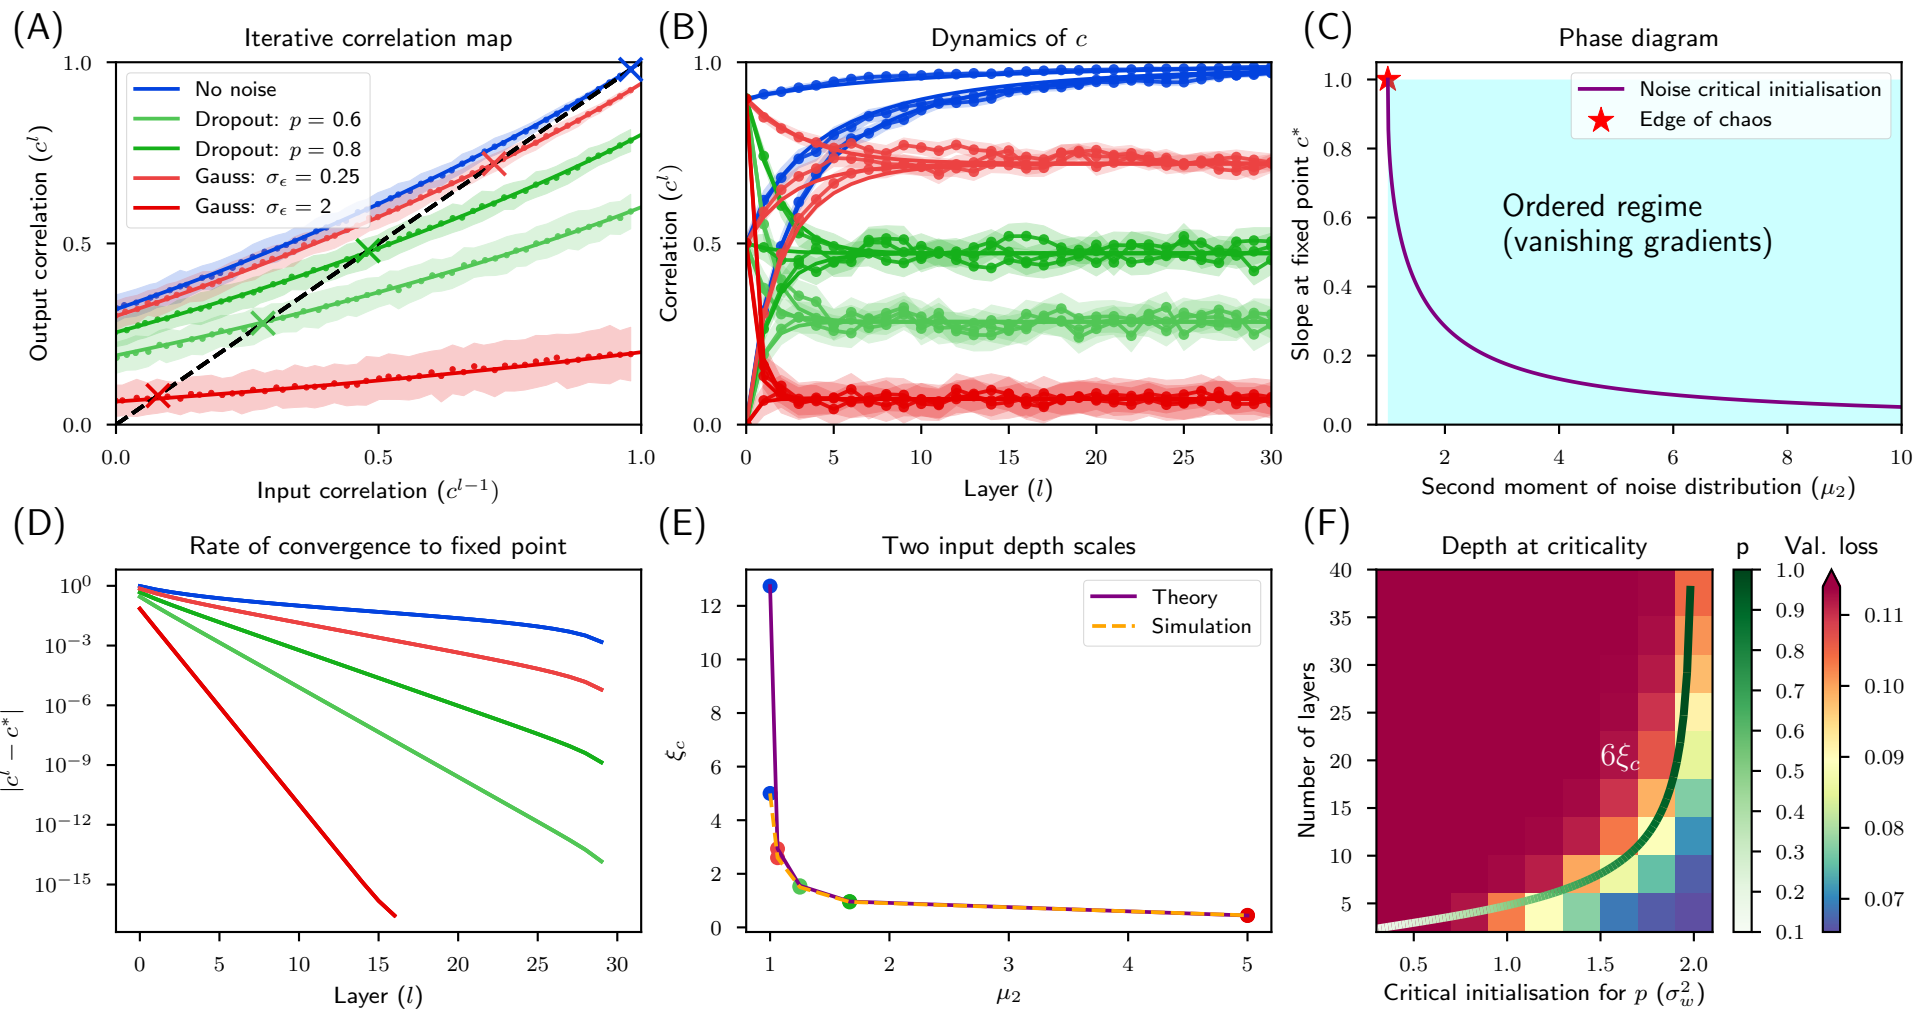 (A)
Iterative correlation map
Output correlation (c^l)
1.0
0.5
0.0
No noise
Dropout: p = 0.6
Dropout: p = 0.8
Gauss: σ_ϵ = 0.25
Gauss: σ_ϵ = 2
0.0
0.5
1.0
Input correlation (c^{l−1})
(B)
Dynamics of c
Correlation (c^l)
1.0
0.5
0.0
0
5
10
15
20
25
30
Layer (l)
(C)
Phase diagram
Slope at fixed point c*
1.0
0.8
0.6
0.4
0.2
0.0
Noise critical initialisation
Edge of chaos
Ordered regime
(vanishing gradients)
2
4
6
8
10
Second moment of noise distribution (μ_2)
(D)
Rate of convergence to fixed point
|c^l − c*|
10^0
10^{−3}
10^{−6}
10^{−9}
10^{−12}
10^{−15}
0
5
10
15
20
25
30
Layer (l)
(E)
Two input depth scales
ξ_c
12
10
8
6
4
2
0
Theory
Simulation
1
2
3
4
5
μ_2
(F)
Depth at criticality
Number of layers
40
35
30
25
20
15
10
5
6ξ_c
0.5
1.0
1.5
2.0
Critical initialisation for p (σ_w^2)
p
1.0
0.9
0.8
0.7
0.6
0.5
0.4
0.3
0.2
0.1
Val. loss
0.11
0.10
0.09
0.08
0.07